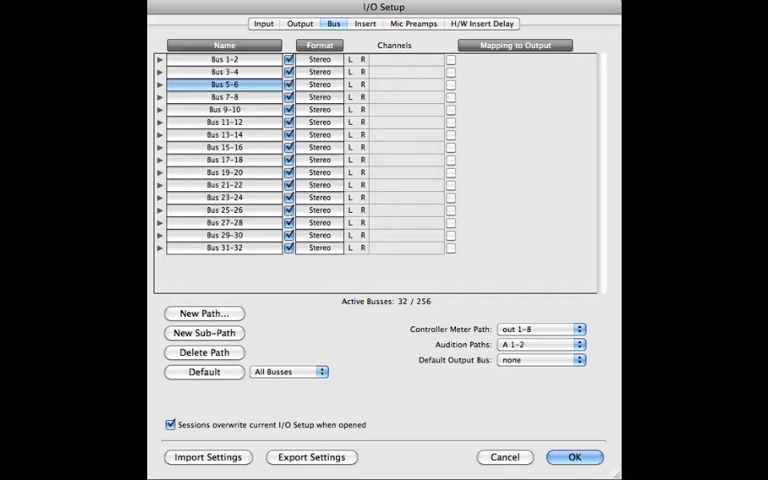 I/O Setup
Input Output Bus Insert Mic Preamps H/W Insert Delay
Name Format Channels Mapping to Output
Bus 1-2 Stereo L R
Bus 3-4 Stereo L R
Bus 5-6 Stereo L R
Bus 7-8 Stereo L R
Bus 9-10 Stereo L R
Bus 11-12 Stereo L R
Bus 13-14 Stereo L R
Bus 15-16 Stereo L R
Bus 17-18 Stereo L R
Bus 19-20 Stereo L R
Bus 21-22 Stereo L R
Bus 23-24 Stereo L R
Bus 25-26 Stereo L R
Bus 27-28 Stereo L R
Bus 29-30 Stereo L R
Bus 31-32 Stereo L R
Active Busses: 32 / 256
New Path...
New Sub-Path
Delete Path
Default All Busses
Controller Meter Path: out 1-8
Audition Paths: A 1-2
Default Output Bus: none
Sessions overwrite current I/O Setup when opened
Import Settings Export Settings Cancel OK